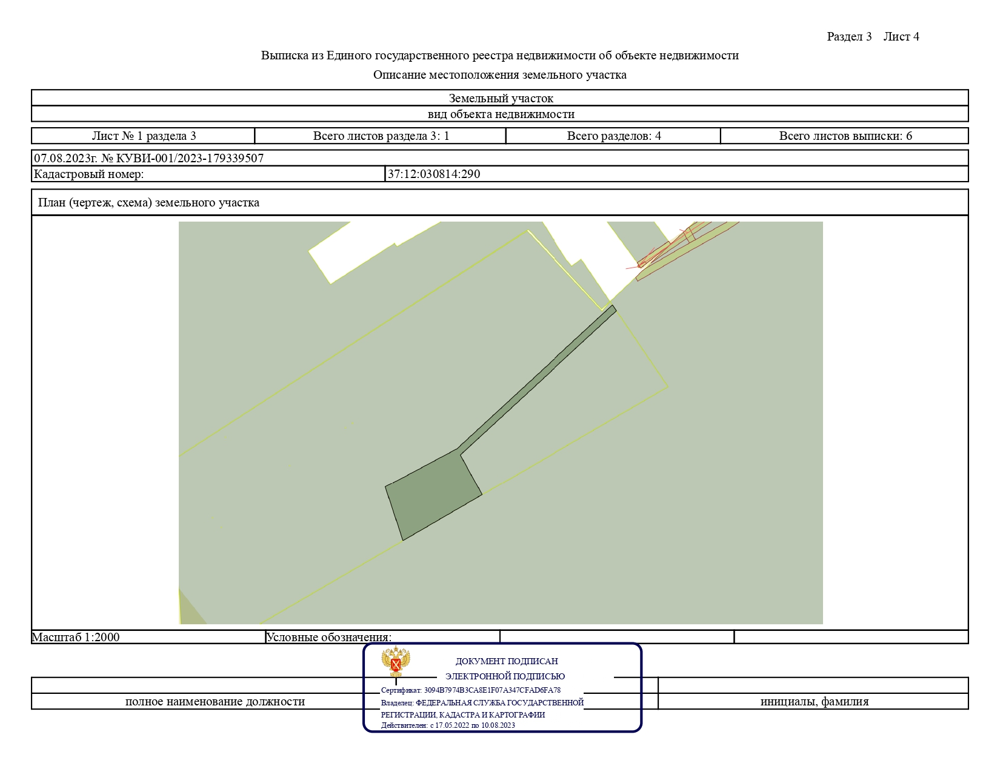 Раздел 3 Лист 4
Выписка из Единого государственного реестра недвижимости об объекте недвижимости
Описание местоположения земельного участка
Земельный участок
вид объекта недвижимости
Лист № 1 раздела 3 Всего листов раздела 3: 1 Всего разделов: 4 Всего листов выписки: 6
07.08.2023г. № КУВИ-001/2023-179339507
Кадастровый номер: 37:12:030814:290
План (чертеж, схема) земельного участка
Масштаб 1:2000 Условные обозначения:
ДОКУМЕНТ ПОДПИСАН
ЭЛЕКТРОННОЙ ПОДПИСЬЮ
Сертификат: 3094B7974B3CA8E1F07A347CFAD6FA78
полное наименование должности Владелец: ФЕДЕРАЛЬНАЯ СЛУЖБА ГОСУДАРСТВЕННОЙ инициалы, фамилия
РЕГИСТРАЦИИ, КАДАСТРА И КАРТОГРАФИИ
Действителен: с 17.05.2022 по 10.08.2023